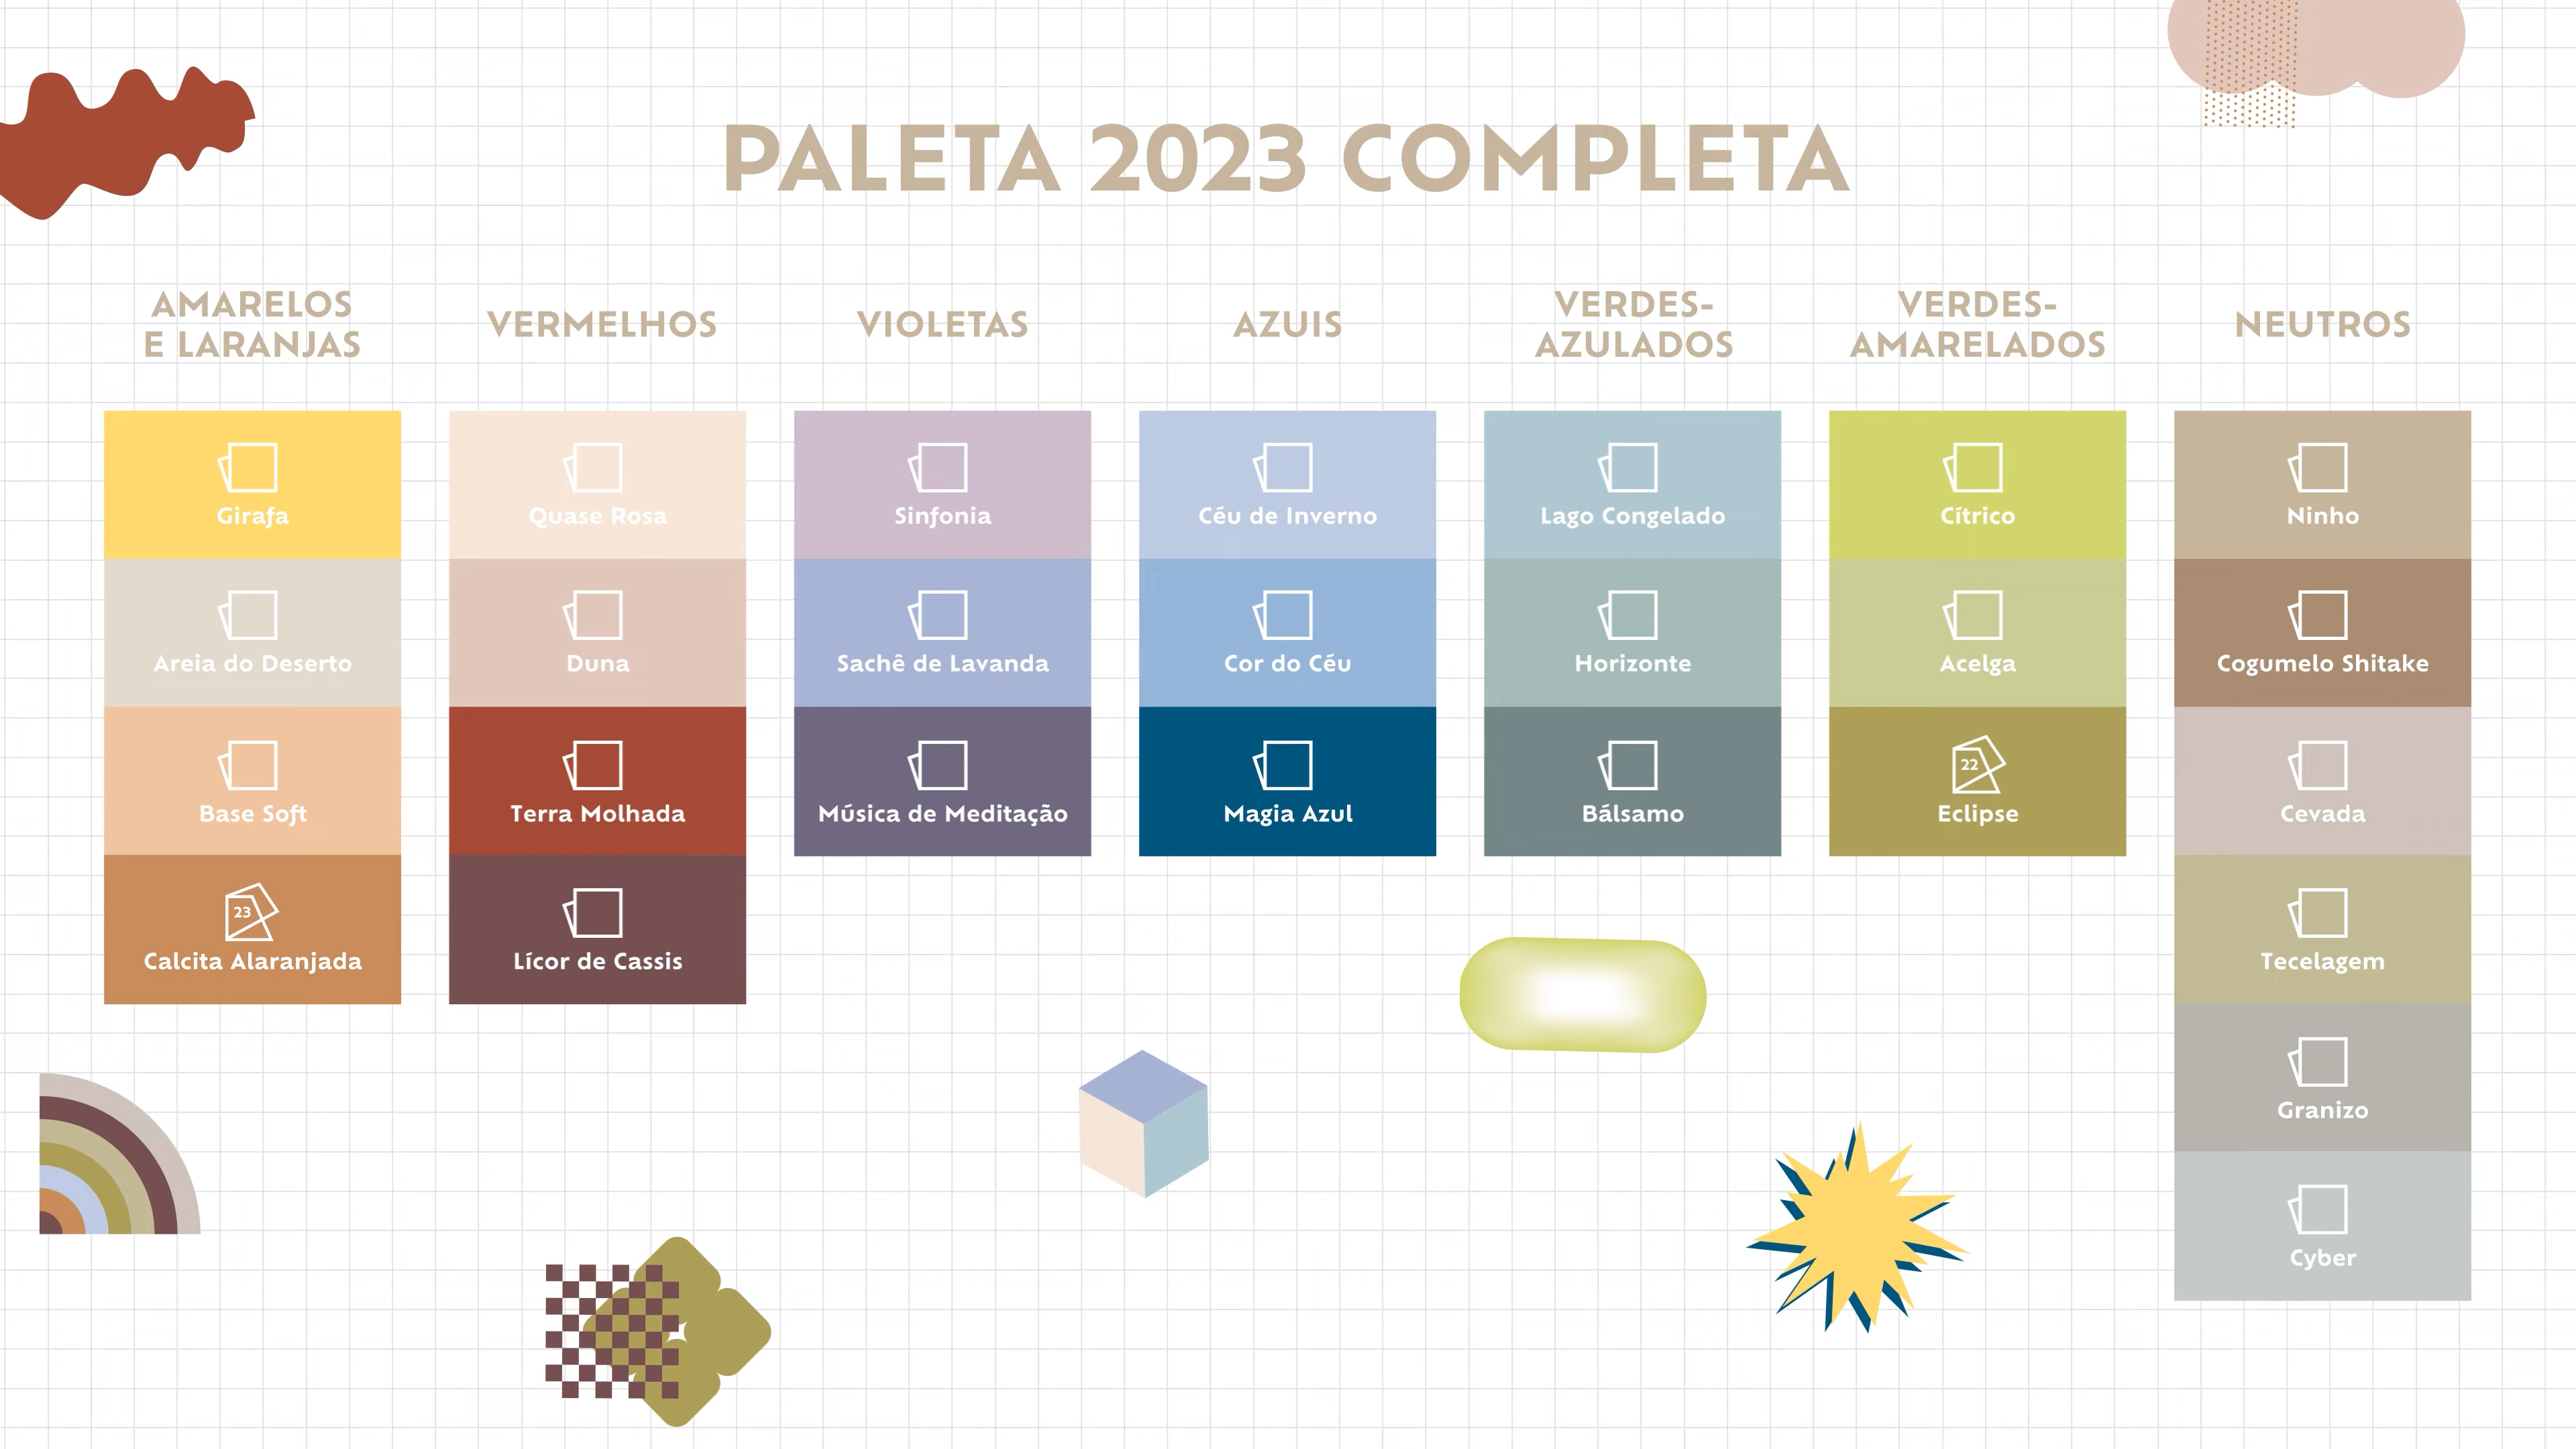 PALETA 2023 COMPLETA
AMARELOS
E LARANJAS
Girafa
Areia do Deserto
Base Soft
23
Calcita Alaranjada
VERMELHOS
Quase Rosa
Duna
Terra Molhada
Lícor de Cassis
VIOLETAS
Sinfonia
Sachê de Lavanda
Música de Meditação
AZUIS
Céu de Inverno
Cor do Céu
Magia Azul
VERDES-
AZULADOS
Lago Congelado
Horizonte
Bálsamo
VERDES-
AMARELADOS
Cítrico
Acelga
22
Eclipse
NEUTROS
Ninho
Cogumelo Shitake
Cevada
Tecelagem
Granizo
Cyber